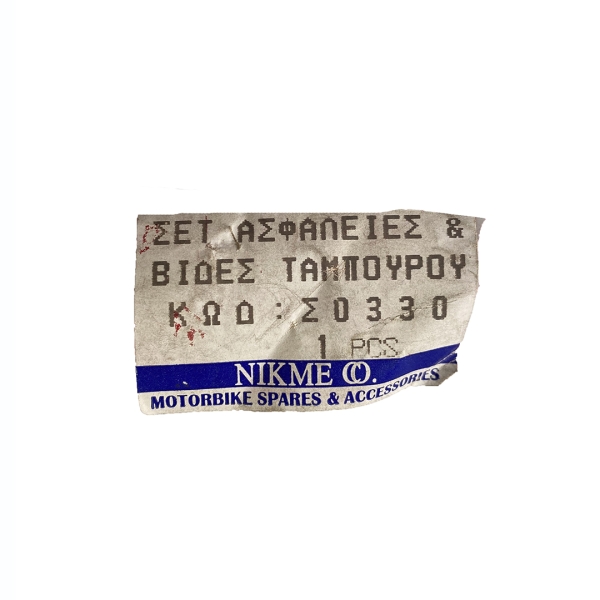 ΣΕΤ ΑΣΦΑΛΕΙΕΣ &
ΒΙΔΕΣ ΤΑΜΠΟΥΡΟΥ
ΚΩΔ:Σ0330
1 PCS
NIKME CO.
MOTORBIKE SPARES & ACCESSORIES